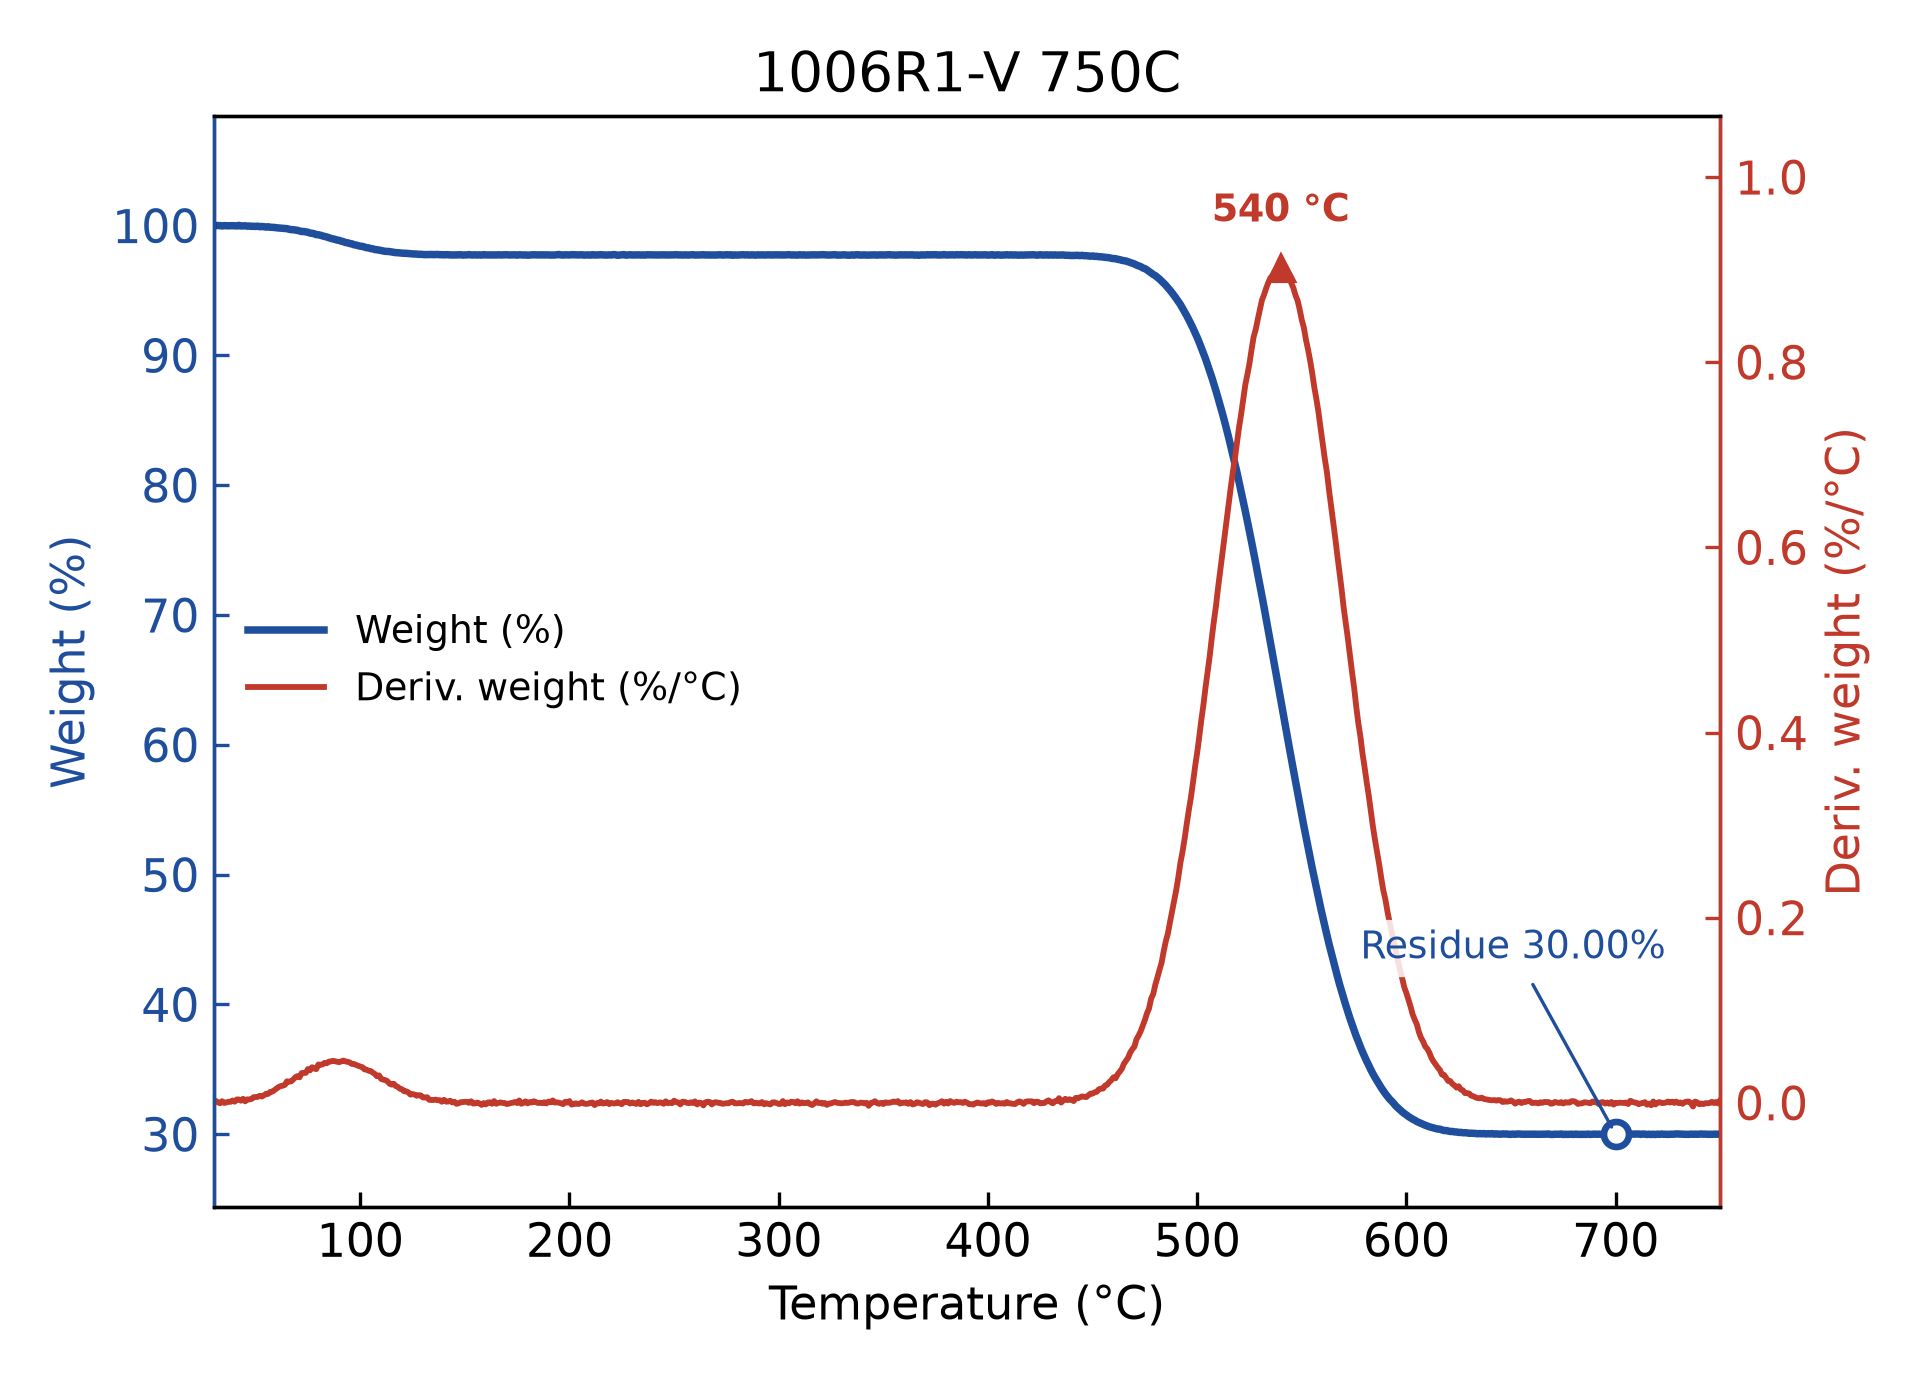 1006R1-V 750C
540 °C
100
90
80
70
60
50
40
30
Weight (%)
Weight (%)
Deriv. weight (%/°C)
Residue 30.00%
1.0
0.8
0.6
0.4
0.2
0.0
Deriv. weight (%/°C)
100 200 300 400 500 600 700
Temperature (°C)